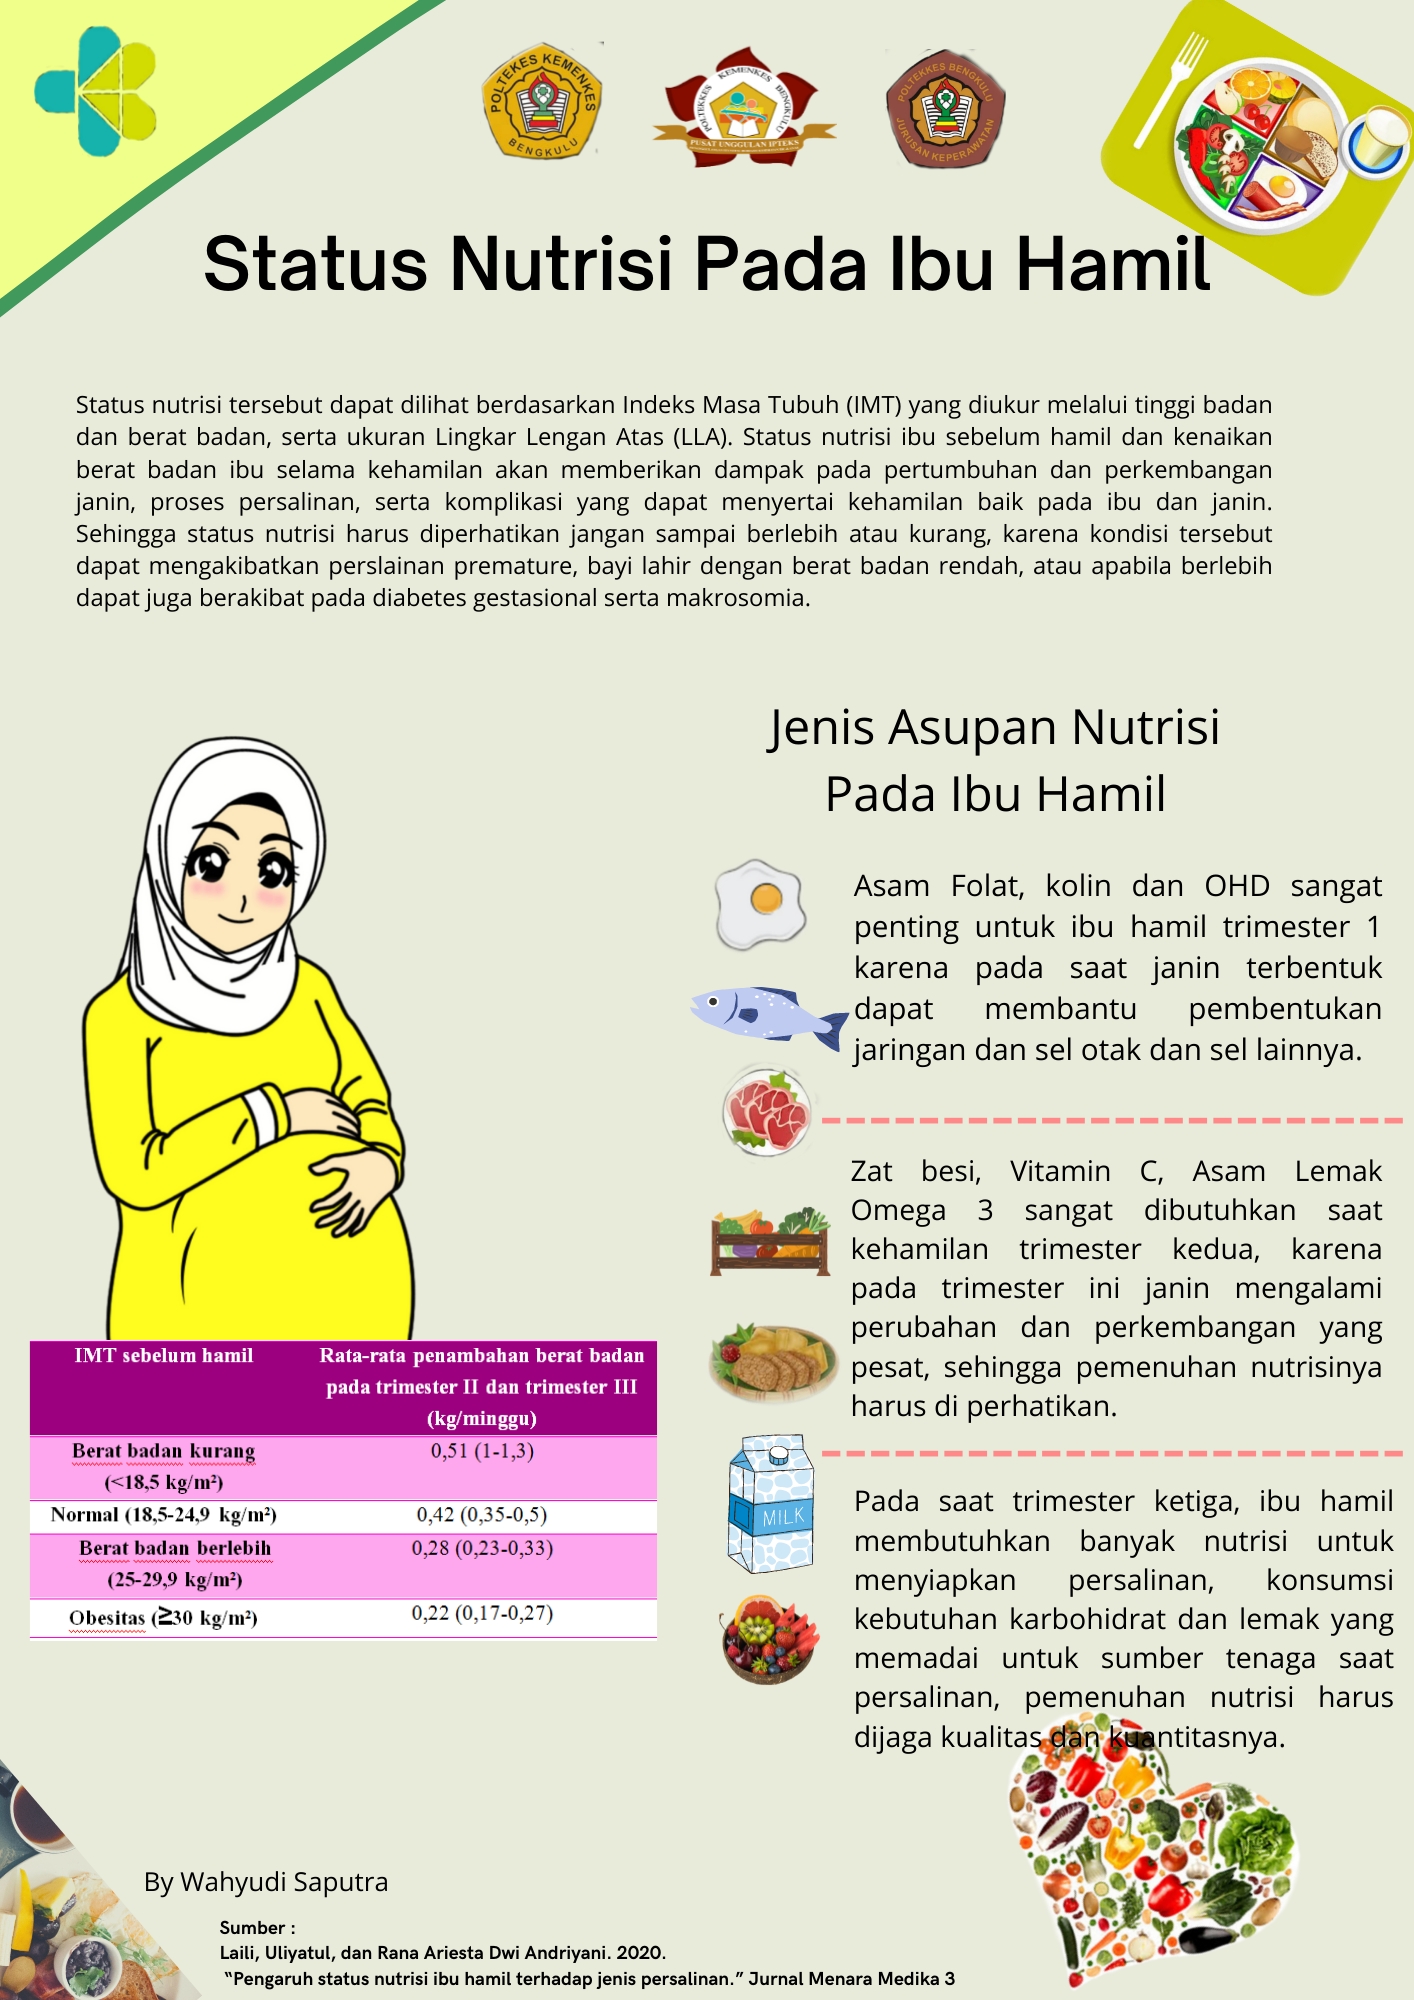 POLTEKES KEMENKES
BENGKULU
POLTEKKES KEMENKES BENGKULU
PUSAT UNGGULAN IPTEKS
POLTEKKES BENGKULU
JURUSAN KEPERAWATAN
Status Nutrisi Pada Ibu Hamil
Status nutrisi tersebut dapat dilihat berdasarkan Indeks Masa Tubuh (IMT) yang diukur melalui tinggi badan
dan berat badan, serta ukuran Lingkar Lengan Atas (LLA). Status nutrisi ibu sebelum hamil dan kenaikan
berat badan ibu selama kehamilan akan memberikan dampak pada pertumbuhan dan perkembangan
janin, proses persalinan, serta komplikasi yang dapat menyertai kehamilan baik pada ibu dan janin.
Sehingga status nutrisi harus diperhatikan jangan sampai berlebih atau kurang, karena kondisi tersebut
dapat mengakibatkan perslainan premature, bayi lahir dengan berat badan rendah, atau apabila berlebih
dapat juga berakibat pada diabetes gestasional serta makrosomia.
Jenis Asupan Nutrisi
Pada Ibu Hamil
Asam Folat, kolin dan OHD sangat
penting untuk ibu hamil trimester 1
karena pada saat janin terbentuk
dapat membantu pembentukan
jaringan dan sel otak dan sel lainnya.
Zat besi, Vitamin C, Asam Lemak
Omega 3 sangat dibutuhkan saat
kehamilan trimester kedua, karena
pada trimester ini janin mengalami
perubahan dan perkembangan yang
pesat, sehingga pemenuhan nutrisinya
harus di perhatikan.
MILK
Pada saat trimester ketiga, ibu hamil
membutuhkan banyak nutrisi untuk
menyiapkan persalinan, konsumsi
kebutuhan karbohidrat dan lemak yang
memadai untuk sumber tenaga saat
persalinan, pemenuhan nutrisi harus
dijaga kualitas dan kuantitasnya.
IMT sebelum hamil
Rata-rata penambahan berat badan
pada trimester II dan trimester III
(kg/minggu)
Berat badan kurang
(<18,5 kg/m²)
0,51 (1-1,3)
Normal (18,5-24,9 kg/m²)
0,42 (0,35-0,5)
Berat badan berlebih
(25-29,9 kg/m²)
0,28 (0,23-0,33)
Obesitas (≥30 kg/m²)
0,22 (0,17-0,27)
By Wahyudi Saputra
Sumber :
Laili, Uliyatul, dan Rana Ariesta Dwi Andriyani. 2020.
“Pengaruh status nutrisi ibu hamil terhadap jenis persalinan.” Jurnal Menara Medika 3